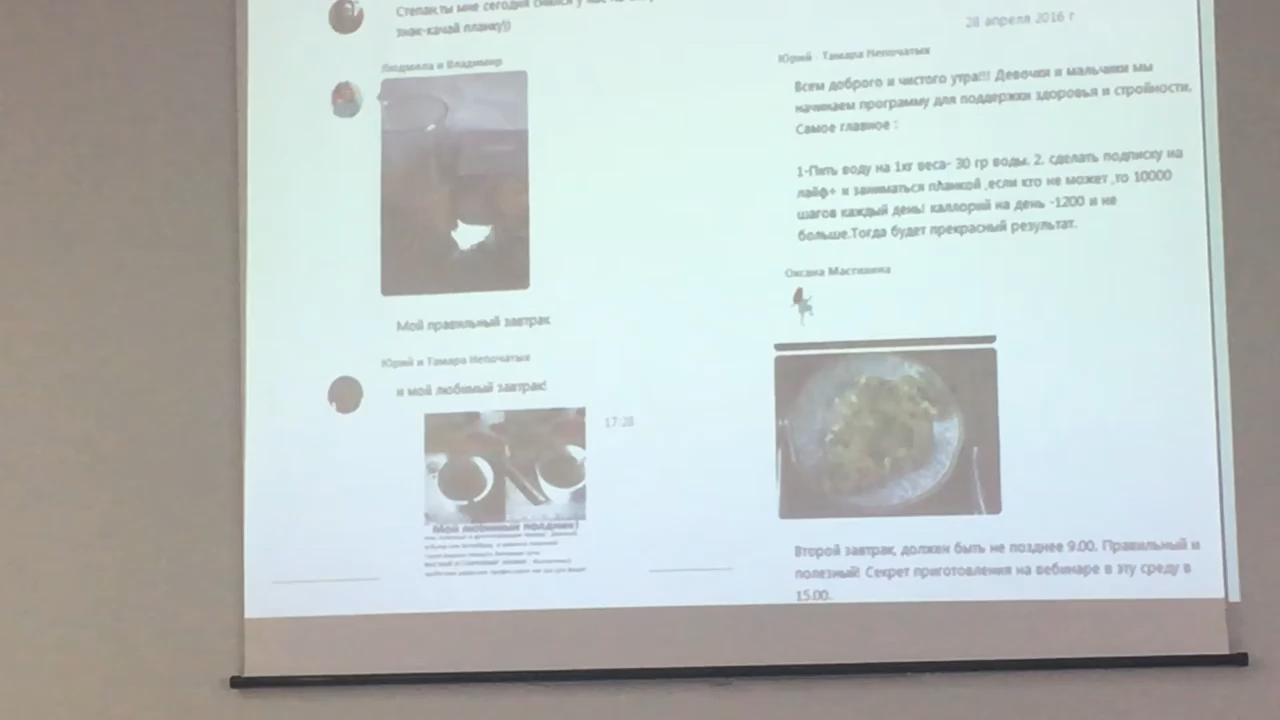 Степан,ты мне сегодня снился у
знак-качай планку))
Людмила и Владимир
Мой правильный завтрак
Юрий и Тамара Непочатых
и мой любимый завтрак!
17:28
Мой любимый полдник!
28 апреля 2016 г
Юрий Тамара Непочатых
Всем доброго и чистого утра!!! Девочки и мальчики мы
начинаем программу для поддержки здоровья и стройности.
Самое главное :
1-Пить воду на 1кг веса- 30 гр воды. 2. сделать подписку на
лайф+ и заниматься планкой ,если кто не может ,то 10000
шагов каждый день! каллорий на день -1200 и не
больше.Тогда будет прекрасный результат.
Оксана Мастихина
Второй завтрак, должен быть не позднее 9.00. Правильный и
полезный! Секрет приготовления на вебинаре в эту среду в
15.00.